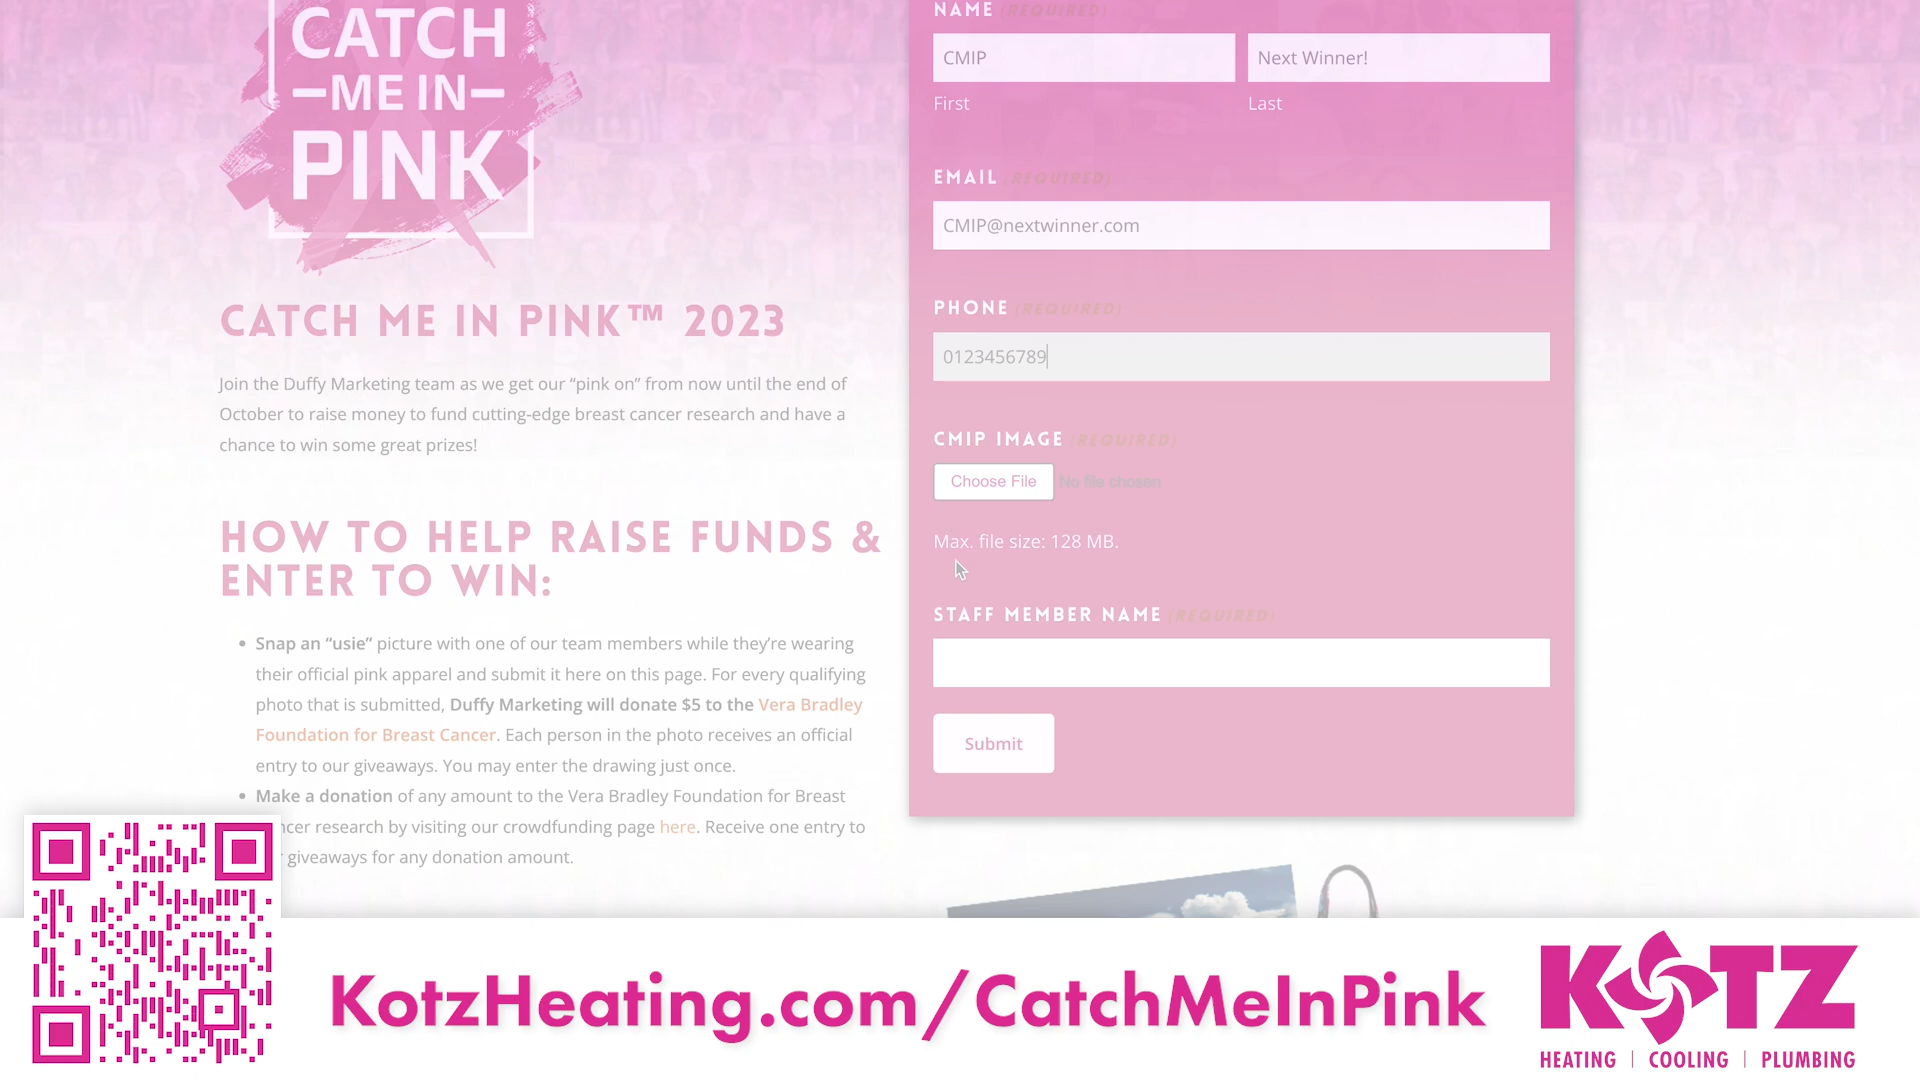 CATCH
ME IN
PINK™
CATCH ME IN PINK™ 2023
Join the Duffy Marketing team as we get our “pink on” from now until the end of
October to raise money to fund cutting-edge breast cancer research and have a
chance to win some great prizes!
HOW TO HELP RAISE FUNDS &
ENTER TO WIN:
• Snap an “usie” picture with one of our team members while they’re wearing
their official pink apparel and submit it here on this page. For every qualifying
photo that is submitted, Duffy Marketing will donate $5 to the Vera Bradley
Foundation for Breast Cancer. Each person in the photo receives an official
entry to our giveaways. You may enter the drawing just once.
• Make a donation of any amount to the Vera Bradley Foundation for Breast
ncer research by visiting our crowdfunding page here. Receive one entry to
giveaways for any donation amount.
NAME (REQUIRED)
CMIP
Next Winner!
First
Last
EMAIL (REQUIRED)
CMIP@nextwinner.com
PHONE (REQUIRED)
0123456789
CMIP IMAGE (REQUIRED)
Choose File No file chosen
Max. file size: 128 MB.
STAFF MEMBER NAME (REQUIRED)
Submit
KotzHeating.com/CatchMeInPink
KOTZ
HEATING | COOLING | PLUMBING